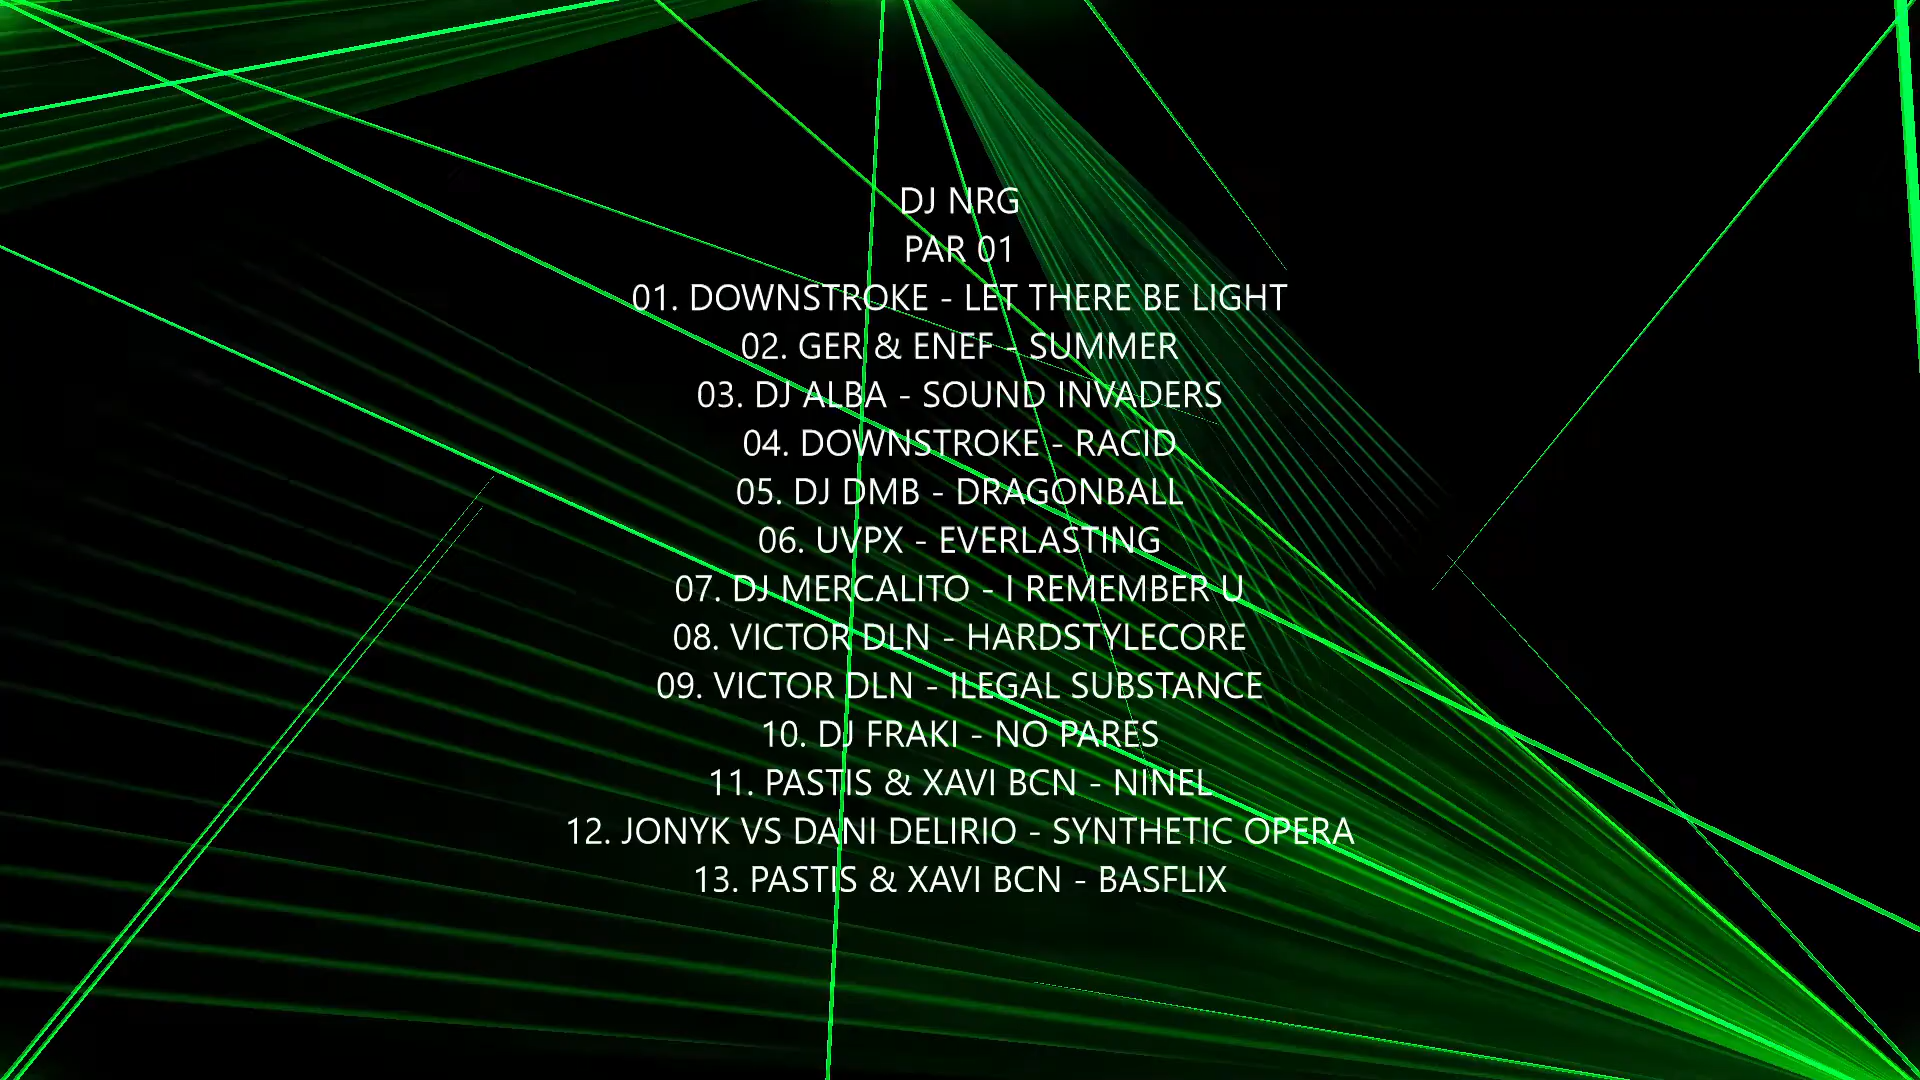 DJ NRG
PAR 01
01. DOWNSTROKE - LET THERE BE LIGHT
02. GER & ENEF - SUMMER
03. DJ ALBA - SOUND INVADERS
04. DOWNSTROKE - RACID
05. DJ DMB - DRAGONBALL
06. UVPX - EVERLASTING
07. DJ MERCALITO - I REMEMBER U
08. VICTOR DLN - HARDSTYLECORE
09. VICTOR DLN - ILEGAL SUBSTANCE
10. DJ FRAKI - NO PARES
11. PASTIS & XAVI BCN - NINEL
12. JONYK VS DANI DELIRIO - SYNTHETIC OPERA
13. PASTIS & XAVI BCN - BASFLIX